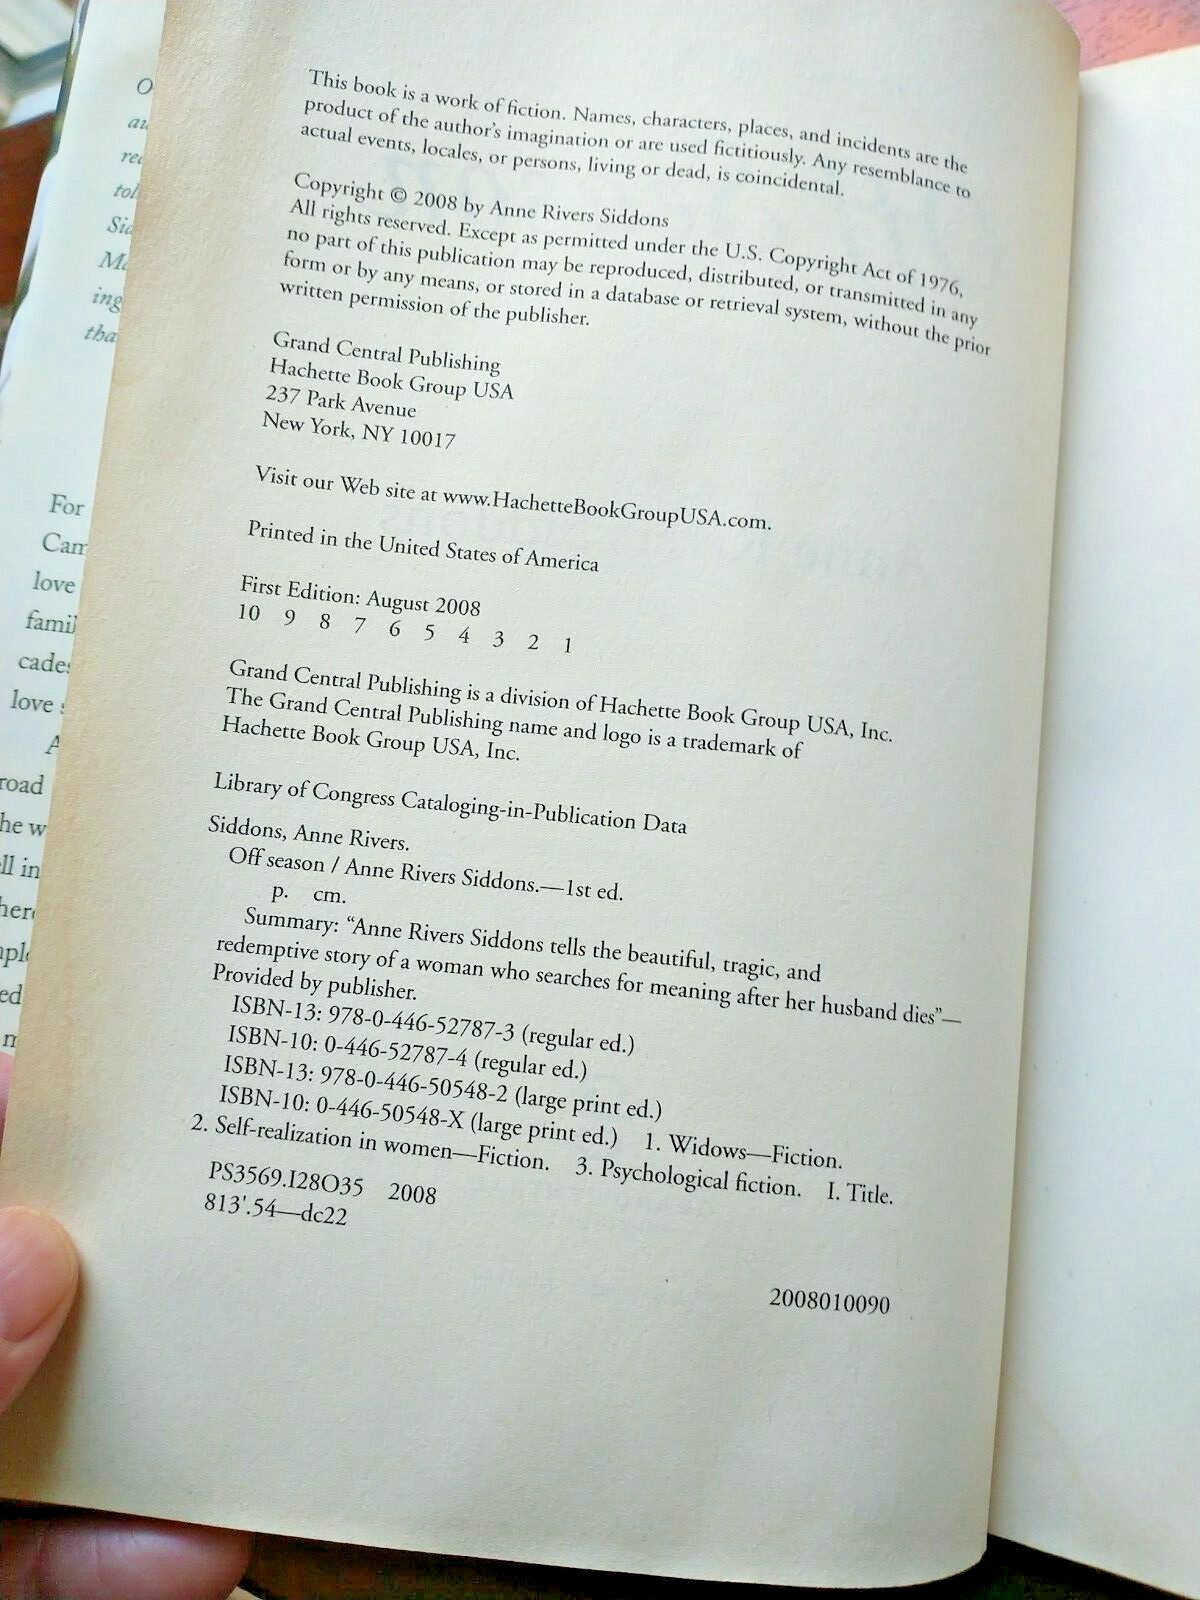 This book is a work of fiction. Names, characters, places, and incidents are the
product of the author's imagination or are used fictitiously. Any resemblance to
actual events, locales, or persons, living or dead, is coincidental.
Copyright © 2008 by Anne Rivers Siddons
All rights reserved. Except as permitted under the U.S. Copyright Act of 1976,
no part of this publication may be reproduced, distributed, or transmitted in any
form or by any means, or stored in a database or retrieval system, without the prior
written permission of the publisher.
Grand Central Publishing
Hachette Book Group USA
237 Park Avenue
New York, NY 10017
Visit our Web site at www.HachetteBookGroupUSA.com.
Printed in the United States of America
First Edition: August 2008
10 9 8 7 6 5 4 3 2 1
Grand Central Publishing is a division of Hachette Book Group USA, Inc.
The Grand Central Publishing name and logo is a trademark of
Hachette Book Group USA, Inc.
Library of Congress Cataloging-in-Publication Data
Siddons, Anne Rivers.
Off season / Anne Rivers Siddons.—1st ed.
p. cm.
Summary: “Anne Rivers Siddons tells the beautiful, tragic, and
redemptive story of a woman who searches for meaning after her husband dies”—
Provided by publisher.
ISBN-13: 978-0-446-52787-3 (regular ed.)
ISBN-10: 0-446-52787-4 (regular ed.)
ISBN-13: 978-0-446-50548-2 (large print ed.)
ISBN-10: 0-446-50548-X (large print ed.) 1. Widows—Fiction.
2. Self-realization in women—Fiction. 3. Psychological fiction. I. Title.
PS3569.I28O35 2008
813'.54—dc22
2008010090
For
love
love
road